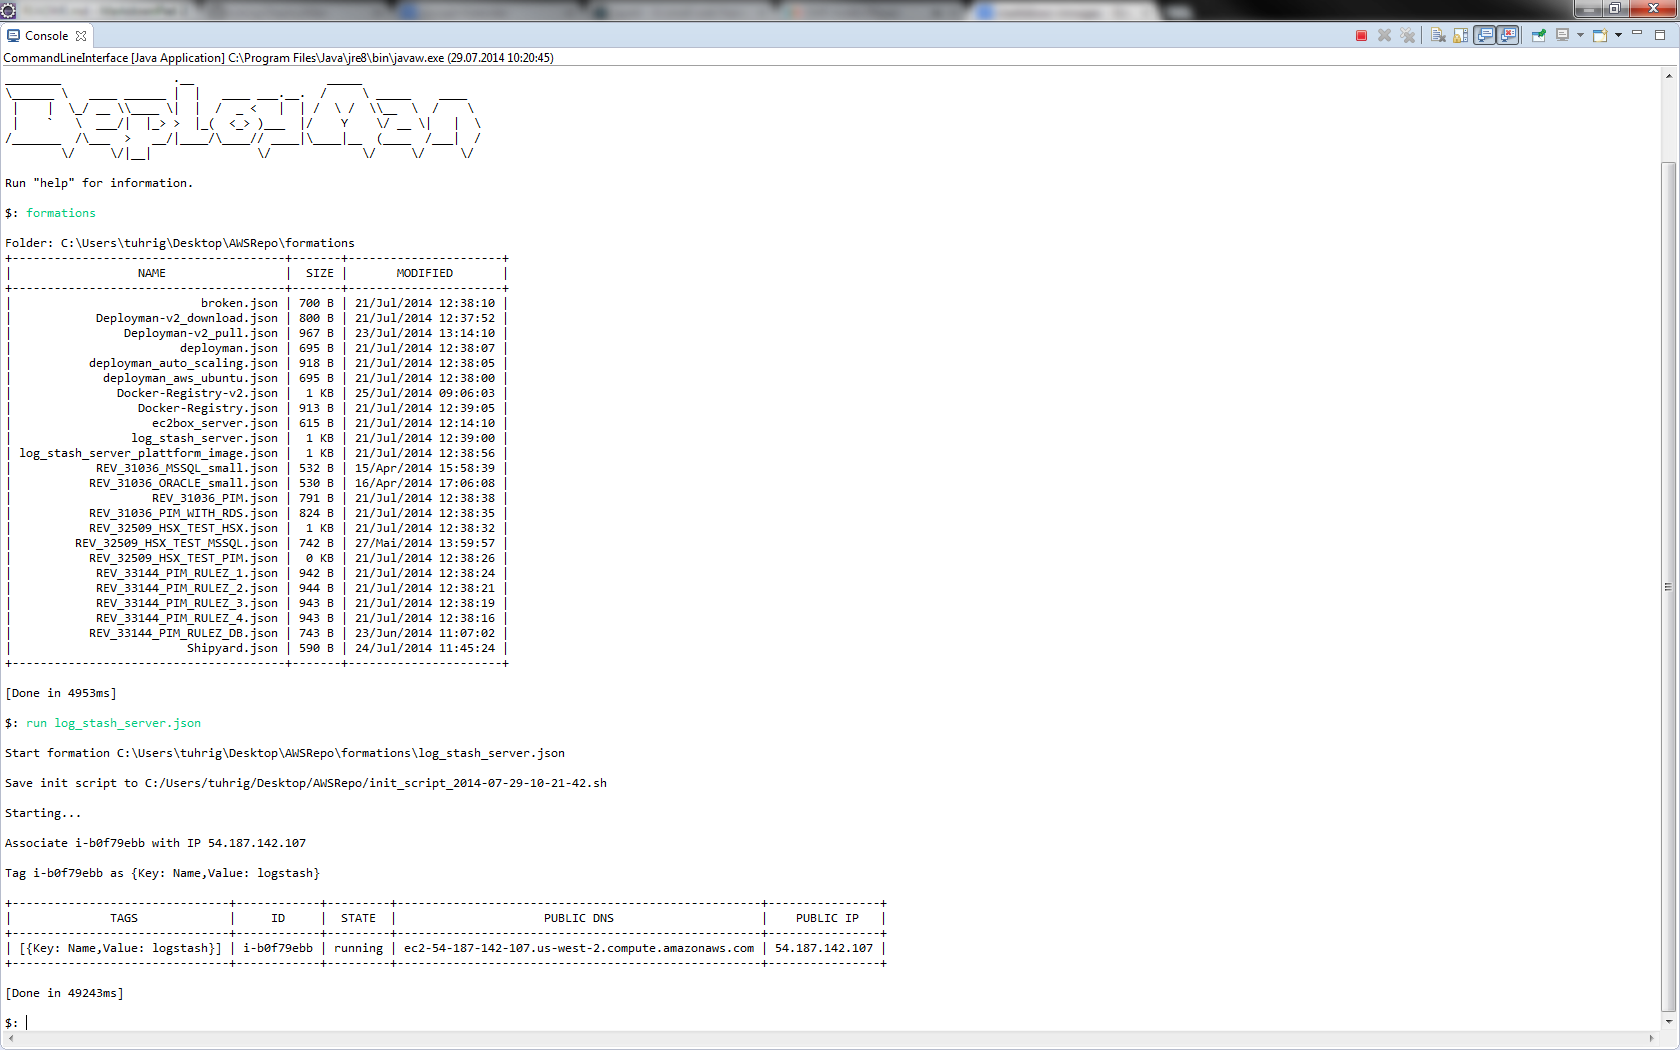 Console
CommandLineInterface [Java Application] C:\Program Files\Java\jre8\bin\javaw.exe (29.07.2014 10:20:45)
DeployMan
Run "help" for information.
$: formations
Folder: C:\Users\tuhrig\Desktop\AWSRepo\formations
| NAME | SIZE | MODIFIED |
| broken.json | 700 B | 21/Jul/2014 12:38:10 |
| Deployman-v2_download.json | 800 B | 21/Jul/2014 12:37:52 |
| Deployman-v2_pull.json | 967 B | 23/Jul/2014 13:14:10 |
| deployman.json | 695 B | 21/Jul/2014 12:38:07 |
| deployman_auto_scaling.json | 918 B | 21/Jul/2014 12:38:05 |
| deployman_aws_ubuntu.json | 695 B | 21/Jul/2014 12:38:00 |
| Docker-Registry-v2.json | 1 KB | 25/Jul/2014 09:06:03 |
| Docker-Registry.json | 913 B | 21/Jul/2014 12:39:05 |
| ec2box_server.json | 615 B | 21/Jul/2014 12:14:10 |
| log_stash_server.json | 1 KB | 21/Jul/2014 12:39:00 |
| log_stash_server_plattform_image.json | 1 KB | 21/Jul/2014 12:38:56 |
| REV_31036_MSSQL_small.json | 532 B | 15/Apr/2014 15:58:39 |
| REV_31036_ORACLE_small.json | 530 B | 16/Apr/2014 17:06:08 |
| REV_31036_PIM.json | 791 B | 21/Jul/2014 12:38:38 |
| REV_31036_PIM_WITH_RDS.json | 824 B | 21/Jul/2014 12:38:35 |
| REV_32509_HSX_TEST_HSX.json | 1 KB | 21/Jul/2014 12:38:32 |
| REV_32509_HSX_TEST_MSSQL.json | 742 B | 27/Mai/2014 13:59:57 |
| REV_32509_HSX_TEST_PIM.json | 0 KB | 21/Jul/2014 12:38:26 |
| REV_33144_PIM_RULEZ_1.json | 942 B | 21/Jul/2014 12:38:24 |
| REV_33144_PIM_RULEZ_2.json | 944 B | 21/Jul/2014 12:38:21 |
| REV_33144_PIM_RULEZ_3.json | 943 B | 21/Jul/2014 12:38:19 |
| REV_33144_PIM_RULEZ_4.json | 943 B | 21/Jul/2014 12:38:16 |
| REV_33144_PIM_RULEZ_DB.json | 743 B | 23/Jun/2014 11:07:02 |
| Shipyard.json | 590 B | 24/Jul/2014 11:45:24 |
[Done in 4953ms]
$: run log_stash_server.json
Start formation C:\Users\tuhrig\Desktop\AWSRepo\formations\log_stash_server.json
Save init script to C:/Users/tuhrig/Desktop/AWSRepo/init_script_2014-07-29-10-21-42.sh
Starting...
Associate i-b0f79ebb with IP 54.187.142.107
Tag i-b0f79ebb as {Key: Name,Value: logstash}
| TAGS | ID | STATE | PUBLIC DNS | PUBLIC IP |
| [{Key: Name,Value: logstash}] | i-b0f79ebb | running | ec2-54-187-142-107.us-west-2.compute.amazonaws.com | 54.187.142.107 |
[Done in 49243ms]
$: